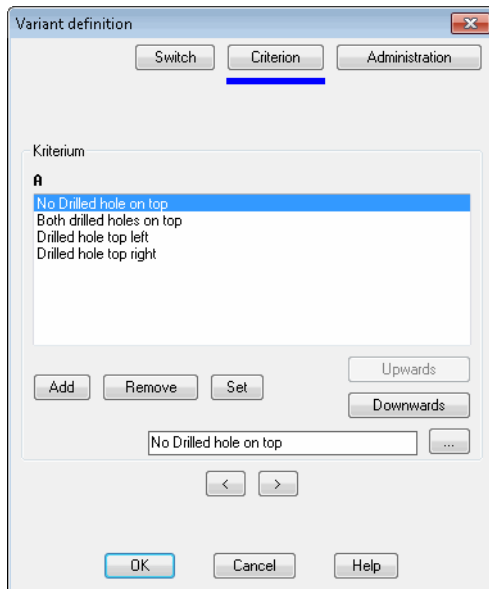 Variant definition
Switch Criterion Administration
Kriterium
A
No Drilled hole on top
Both drilled holes on top
Drilled hole top left
Drilled hole top right
Upwards
Add Remove Set
Downwards
No Drilled hole on top ...
< >
OK Cancel Help